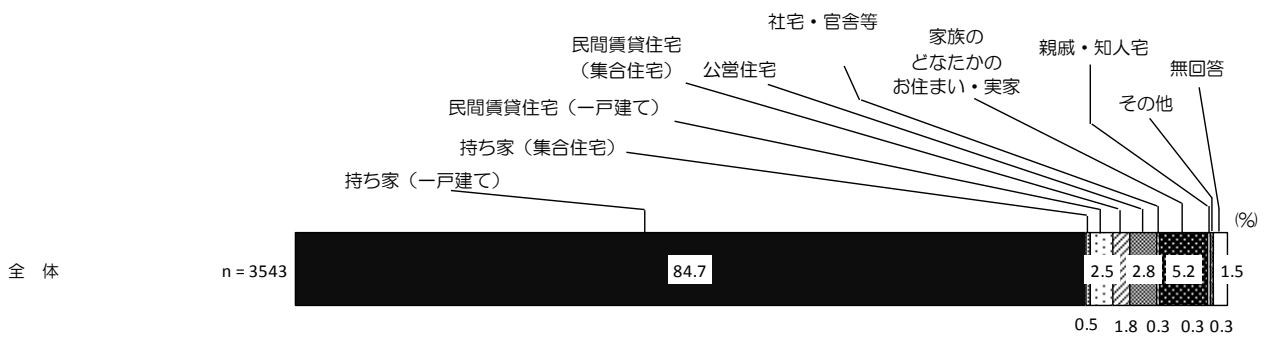 社宅・官舎等
民間賃貸住宅
(集合住宅)
公営住宅
家族の
どなたかの
お住まい・実家
親戚・知人宅
無回答
その他
民間賃貸住宅(一戸建て)
持ち家(集合住宅)
持ち家(一戸建て)
(%)
全 体 n = 3543 84.7 2.5 2.8 5.2 1.5
0.5 1.8 0.3 0.3 0.3